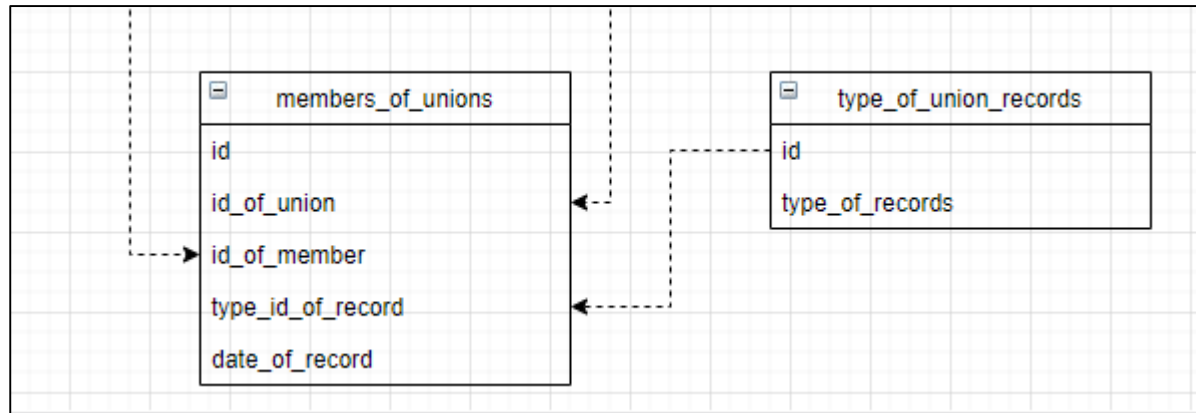 members_of_unions
id
id_of_union
id_of_member
type_id_of_record
date_of_record
type_of_union_records
id
type_of_records